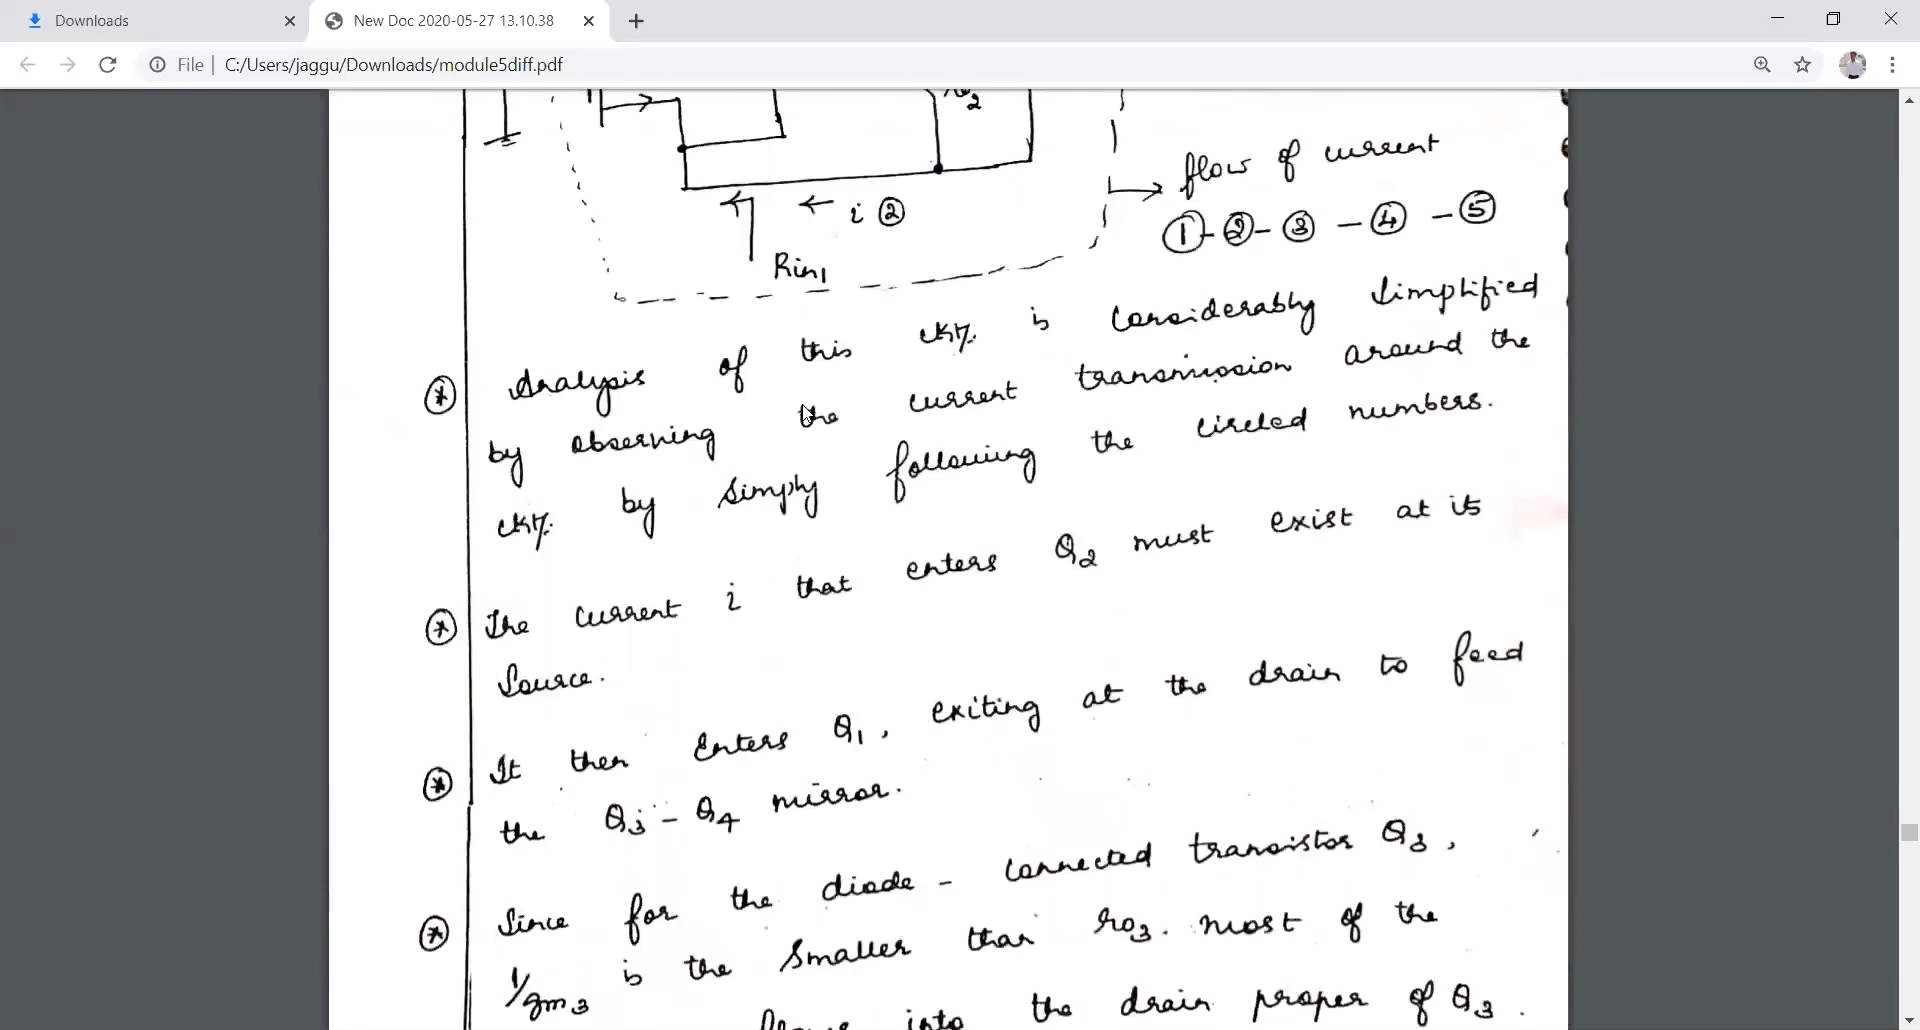 Downloads
New Doc 2020-05-27 13.10.38
File | C:/Users/jaggu/Downloads/module5diff.pdf
flow of current
① - ② - ③ - ④ - ⑤
← i ②
Rin1
Analysis of this ckt. is considerably simplified
by observing the current transmission around the
ckt. by simply following the circled numbers.
The current i that enters Q2 must exist at its
Source.
It then enters Q1, exiting at the drain to feed
the Q3 - Q4 mirror.
Since for the diode - connected transistor Q3,
1/gm3 is the smaller than ro3. most of the
into the drain proper of Q3.